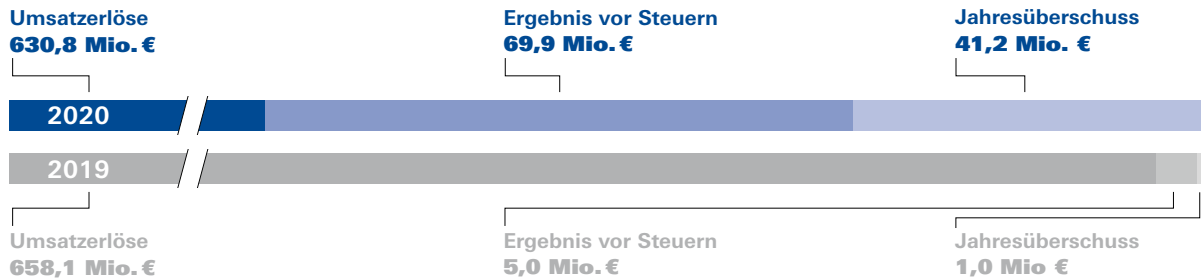 Umsatzerlöse
630,8 Mio. €
Ergebnis vor Steuern
69,9 Mio. €
Jahresüberschuss
41,2 Mio. €
2020
2019
Umsatzerlöse
658,1 Mio. €
Ergebnis vor Steuern
5,0 Mio. €
Jahresüberschuss
1,0 Mio €